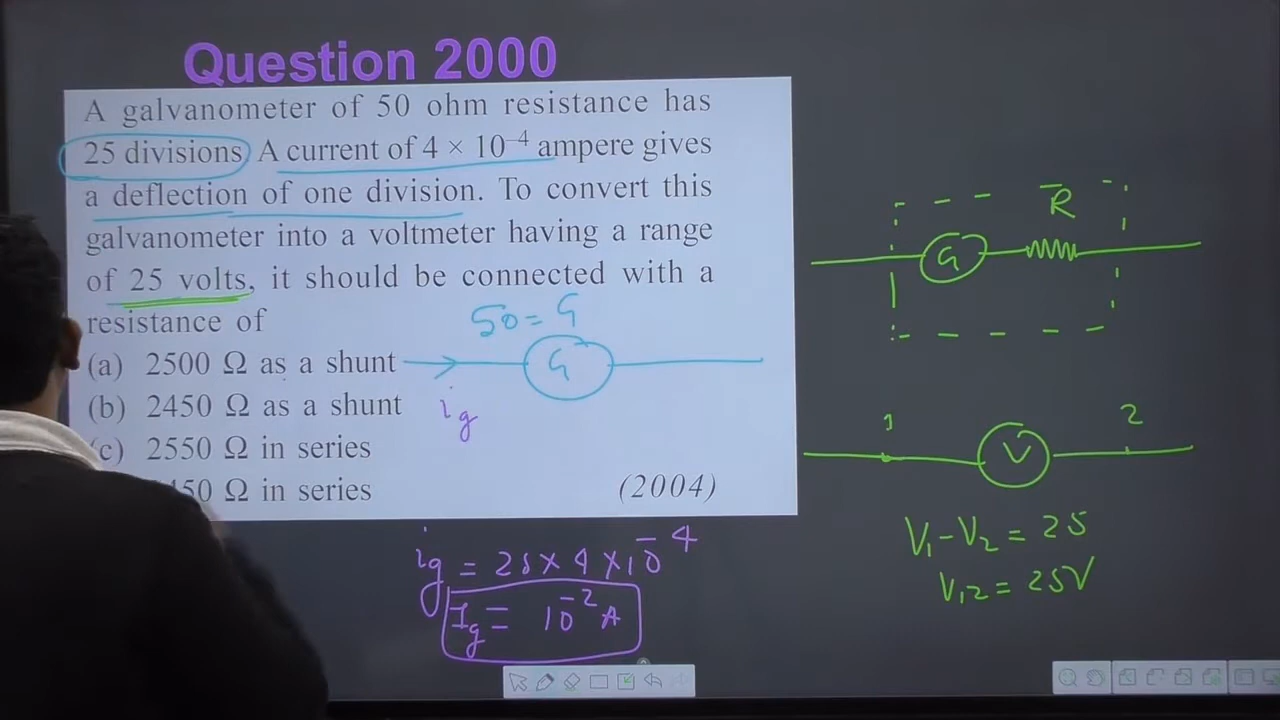 Question 2000
A galvanometer of 50 ohm resistance has
25 divisions A current of 4 × 10⁻⁴ ampere gives
a deflection of one division. To convert this
galvanometer into a voltmeter having a range
of 25 volts, it should be connected with a
resistance of
(a) 2500 Ω as a shunt
(b) 2450 Ω as a shunt
c) 2550 Ω in series
450 Ω in series
(2004)
50 = G
G
ig
ig = 25 × 4 × 10⁻⁴
Ig = 10⁻² A
R
G
1
2
V
V₁ - V₂ = 25
V₁₂ = 25V